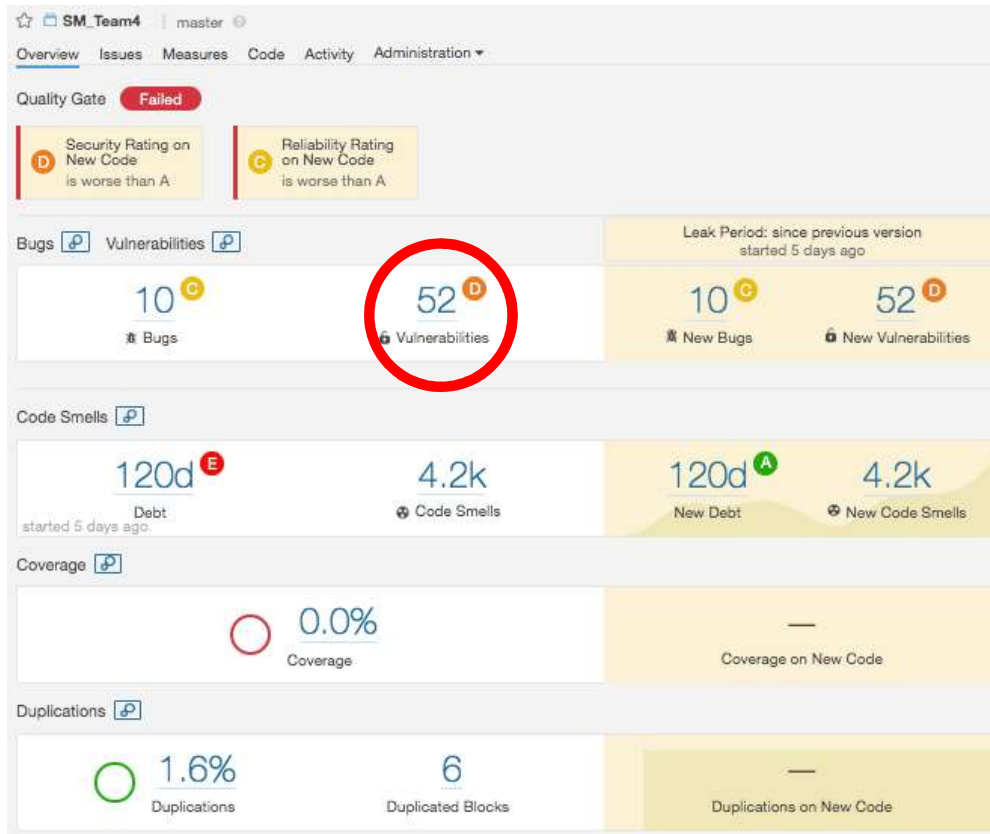 SM_Team4 master
Overview Issues Measures Code Activity Administration
Quality Gate Failed
D Security Rating on New Code is worse than A
C Reliability Rating on New Code is worse than A
Bugs Vulnerabilities
Leak Period: since previous version
started 5 days ago
10 C
Bugs
52 D
Vulnerabilities
10 C
New Bugs
52 D
New Vulnerabilities
Code Smells
120d E
Debt
started 5 days ago
4.2k
Code Smells
120d A
New Debt
4.2k
New Code Smells
Coverage
0.0%
Coverage
—
Coverage on New Code
Duplications
1.6%
Duplications
6
Duplicated Blocks
—
Duplications on New Code